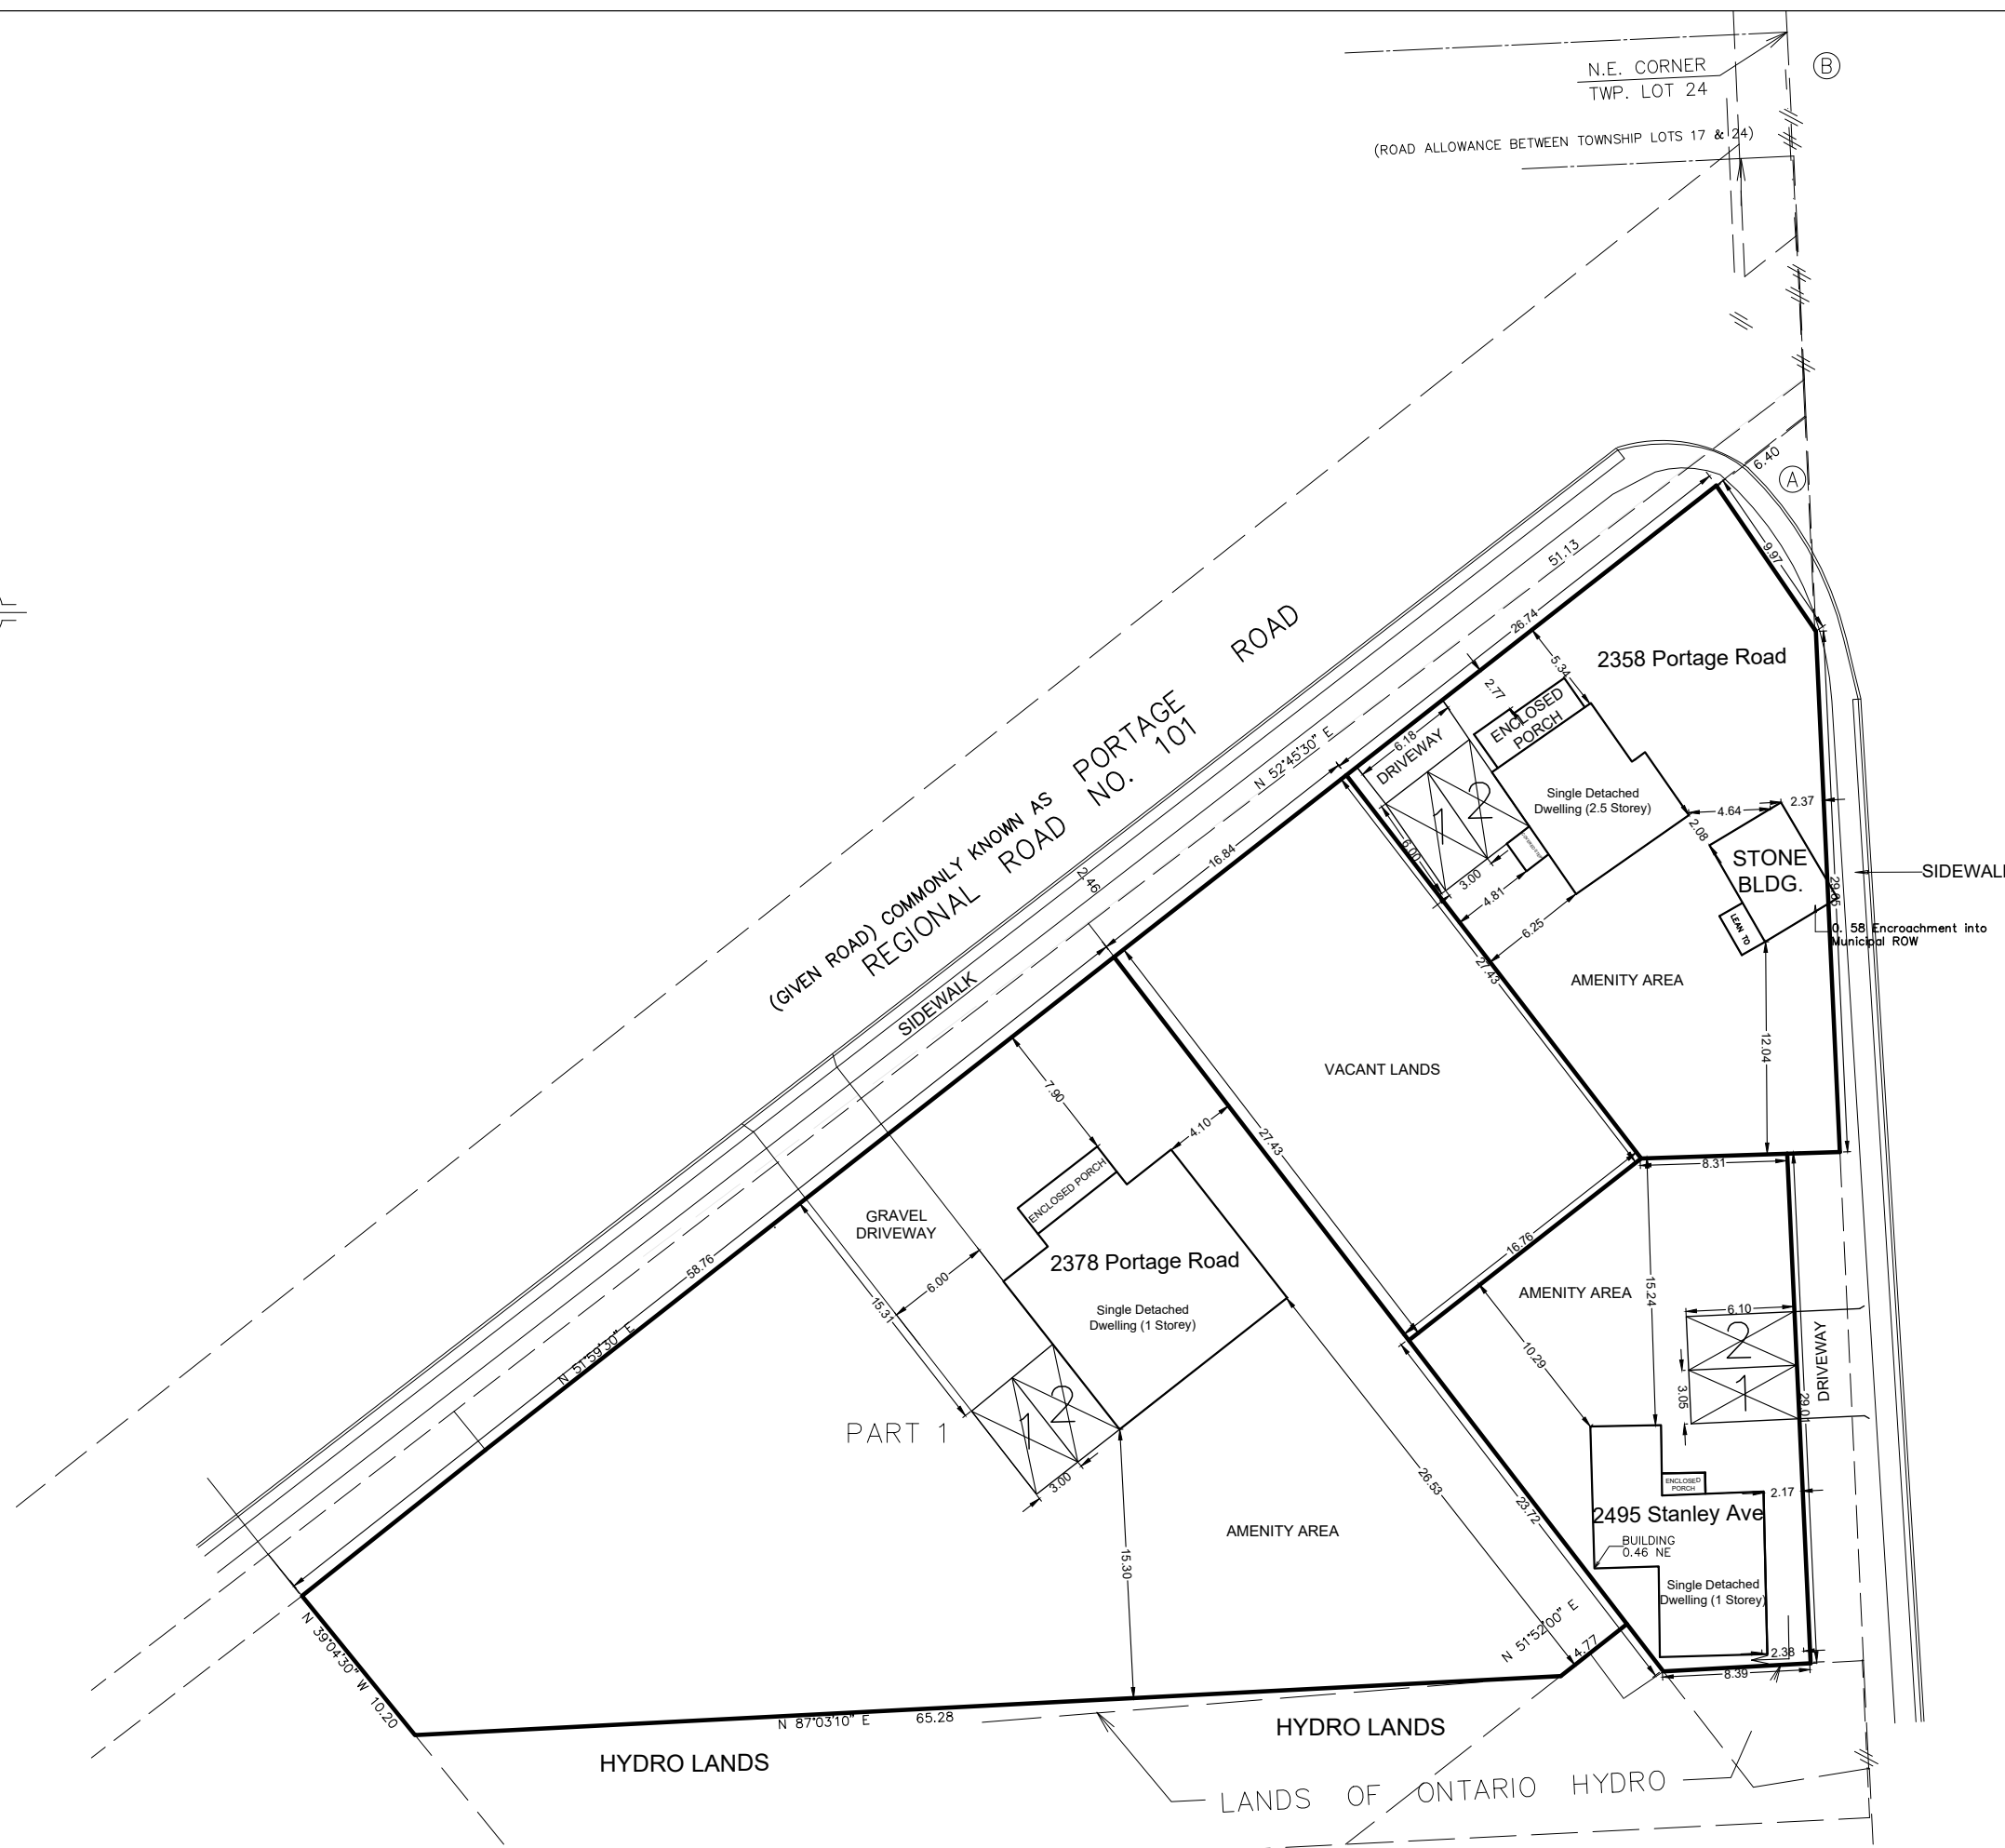 N.E. CORNER
TWP. LOT 24
B
(ROAD ALLOWANCE BETWEEN TOWNSHIP LOTS 17 & 24)
6.40
A
51.13
9.97
26.74
ROAD
2358 Portage Road
5.34
2.77
ENCLOSED
PORCH
6.18
DRIVEWAY
PORTAGE
NO. 101
N 52°45'30" E
(GIVEN ROAD) COMMONLY KNOWN AS
REGIONAL ROAD
1
2
Single Detached
Dwelling (2.5 Storey)
4.64
2.37
2.08
STONE
BLDG.
SIDEWALK
6.00
3.00
4.81
16.84
2.46
LEAN TO
0.58 Encroachment into
Municipal ROW
6.25
27.43
AMENITY AREA
SIDEWALK
12.04
VACANT LANDS
7.90
4.10
27.43
8.31
ENCLOSED PORCH
GRAVEL
DRIVEWAY
2378 Portage Road
16.76
58.76
6.00
15.31
Single Detached
Dwelling (1 Storey)
AMENITY AREA
15.24
6.10
2
1
DRIVEWAY
3.05
29.01
10.29
N 51°59'30" E
PART 1
1
2
3.00
26.53
23.72
ENCLOSED
PORCH
2.17
2495 Stanley Ave
BUILDING
0.46 NE
AMENITY AREA
15.30
Single Detached
Dwelling (1 Storey)
N 51°52'00" E
4.77
2.38
8.39
N 39°04'30" W 10.20
N 87°03'10" E
65.28
HYDRO LANDS
HYDRO LANDS
LANDS OF ONTARIO HYDRO